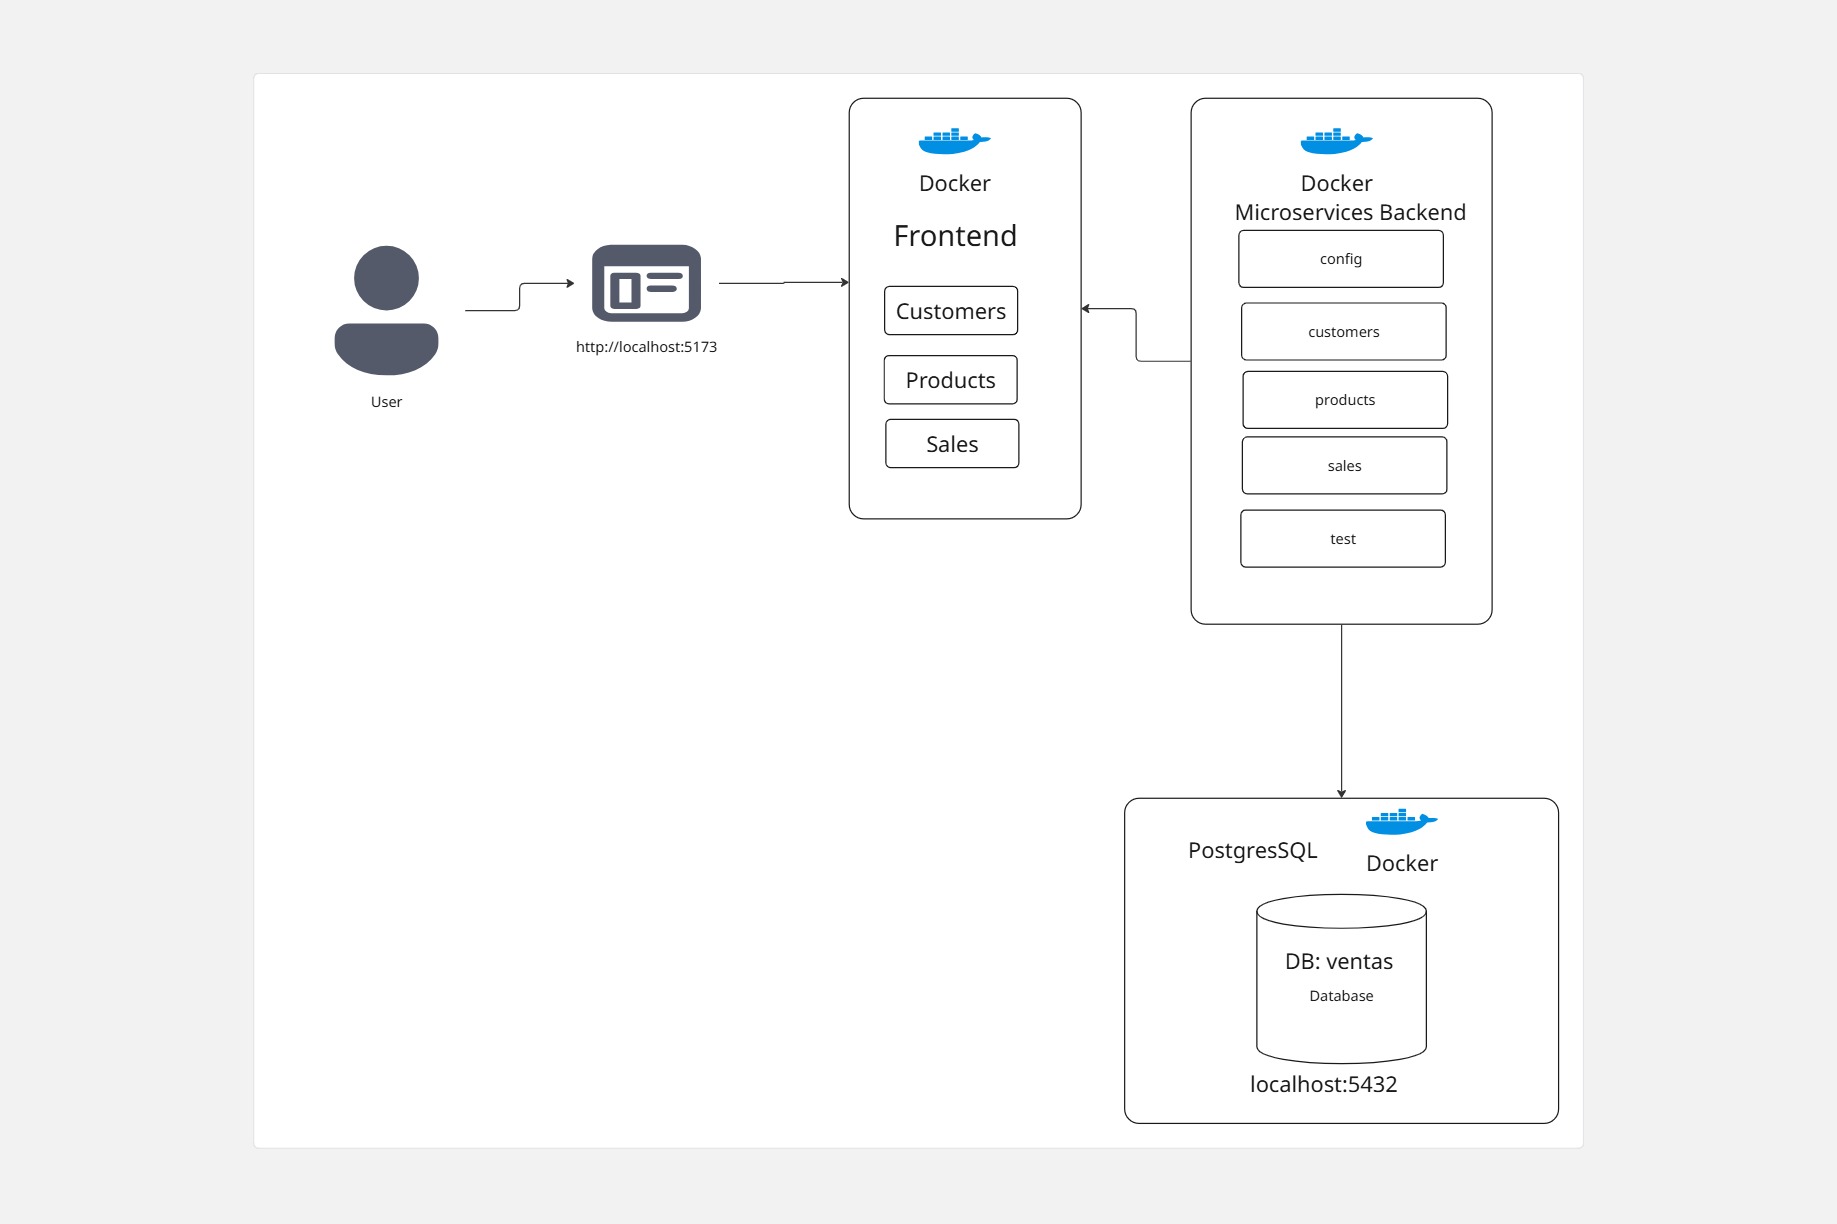 User
http://localhost:5173
Docker
Frontend
Customers
Products
Sales
Docker
Microservices Backend
config
customers
products
sales
test
PostgresSQL
Docker
DB: ventas
Database
localhost:5432